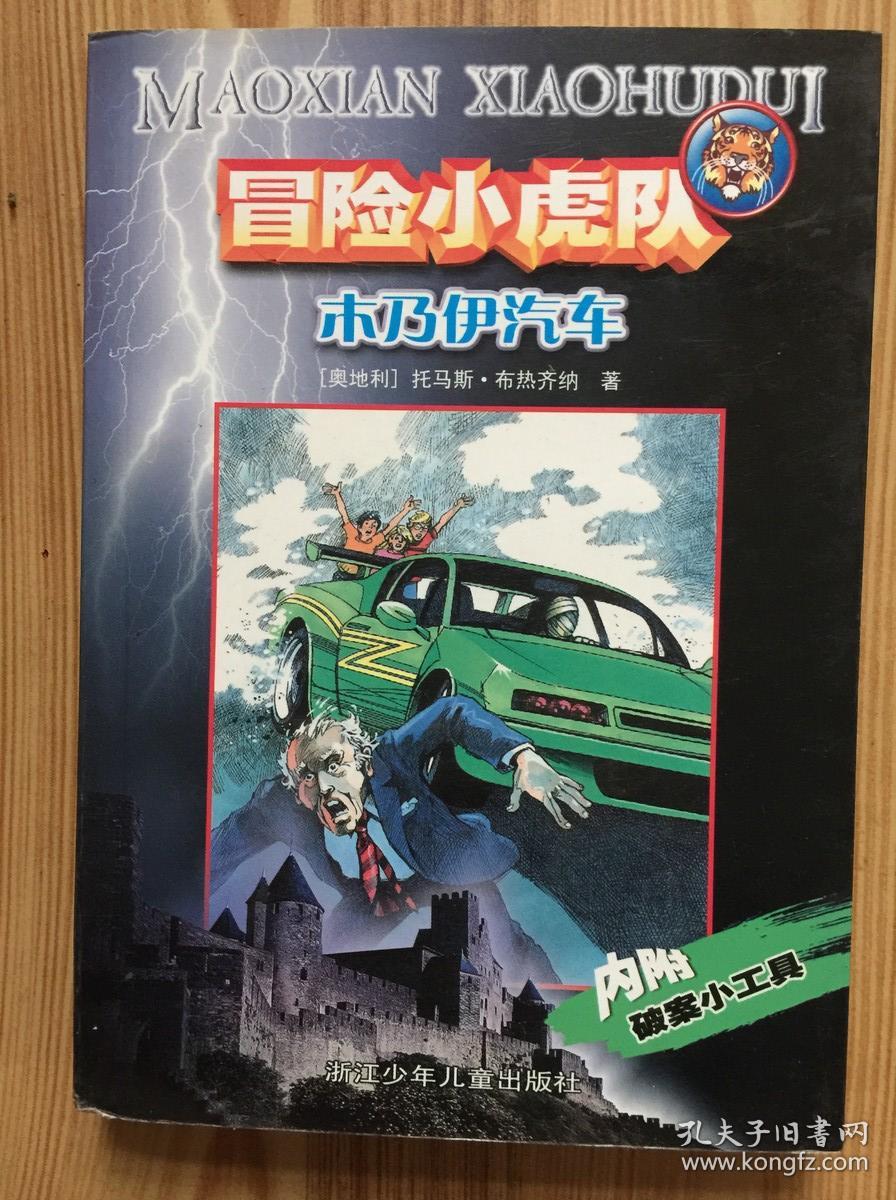 MAOXIAN XIAOHUDUI
冒险小虎队
木乃伊汽车
[奥地利] 托马斯·布热齐纳 著
内附
破案小工具
浙江少年儿童出版社
孔夫子旧書网
www.kongfz.com